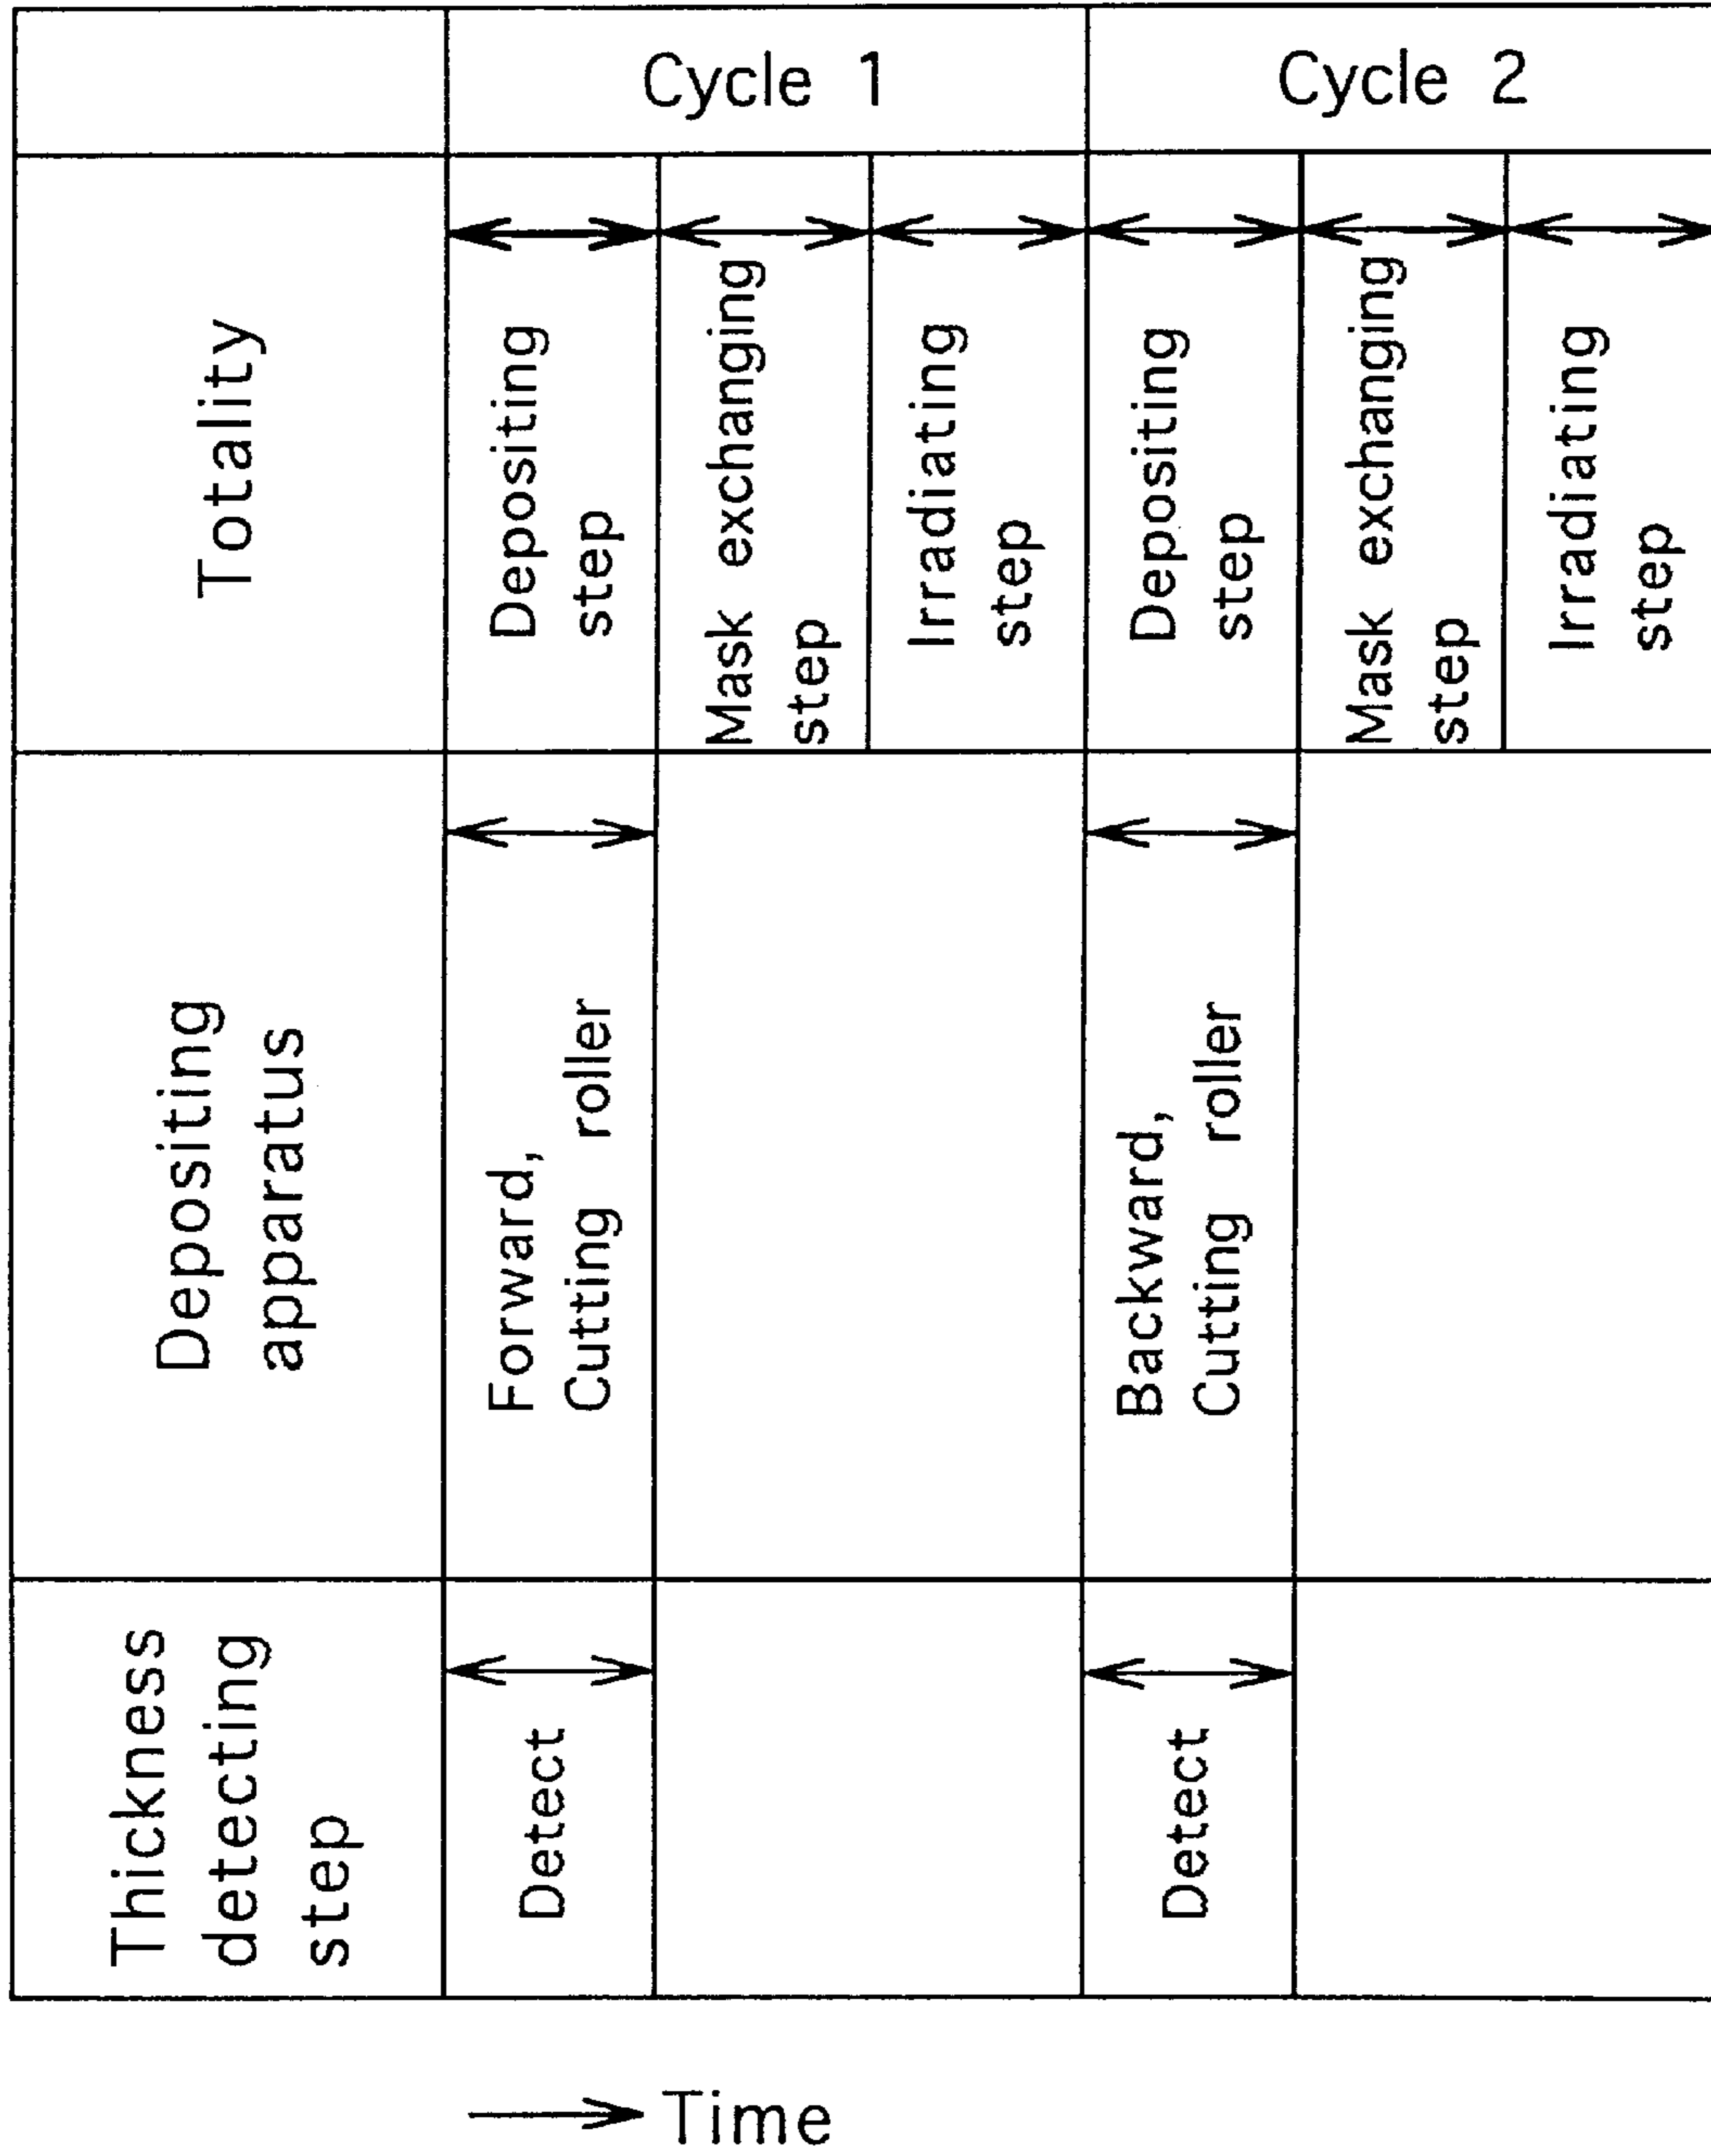 Cycle 1
Cycle 2
Totality
Depositing
step
Mask exchanging
step
Irradiating
step
Depositing
step
Mask exchanging
step
Irradiating
step
Depositing
apparatus
Forward,
Cutting roller
Backward,
Cutting roller
Thickness
detecting
step
Detect
Detect
Time